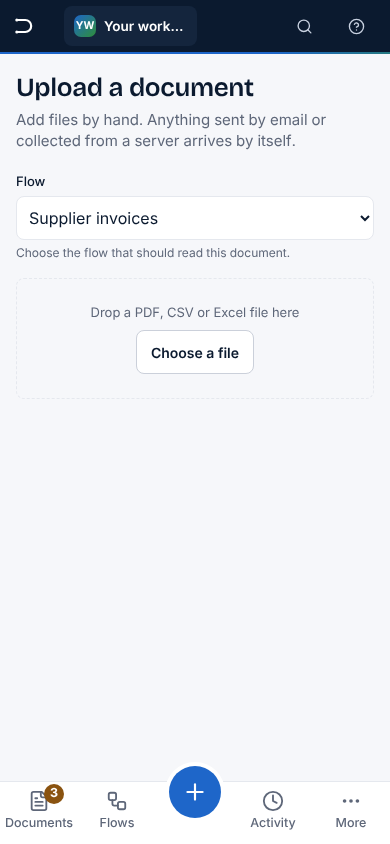 YW Your work...
Upload a document
Add files by hand. Anything sent by email or
collected from a server arrives by itself.
Flow
Supplier invoices
Choose the flow that should read this document.
Drop a PDF, CSV or Excel file here
Choose a file
3
Documents Flows Activity More